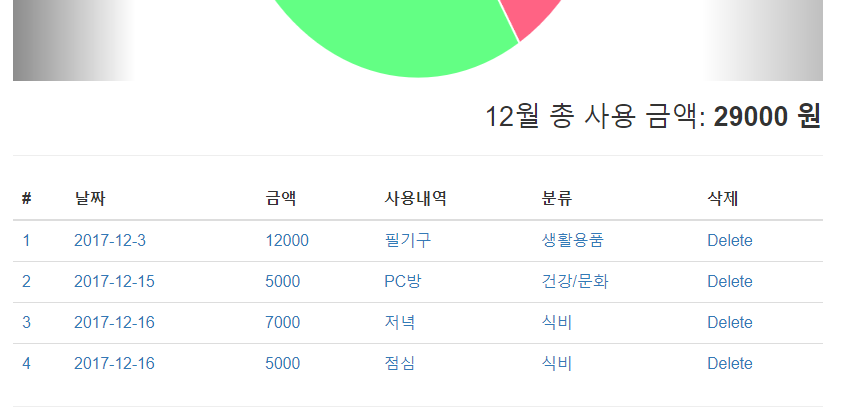 12월 총 사용 금액: 29000 원
# 날짜 금액 사용내역 분류 삭제
1 2017-12-3 12000 필기구 생활용품 Delete
2 2017-12-15 5000 PC방 건강/문화 Delete
3 2017-12-16 7000 저녁 식비 Delete
4 2017-12-16 5000 점심 식비 Delete